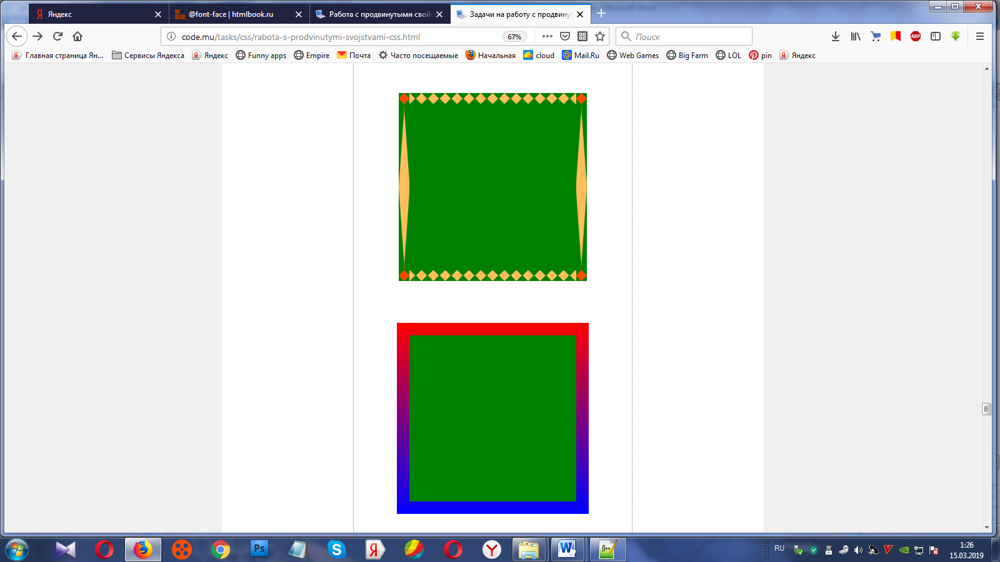 Яндекс
@font-face | htmlbook.ru
Работа с продвинутыми свой
Задачи на работу с продвинут
code.mu/tasks/css/rabota-s-prodvinutymi-svojstvami-css.html
67%
Поиск
ABP
Главная страница Ян...
Сервисы Яндекса
Яндекс
Funny apps
Empire
Почта
Часто посещаемые
Начальная
cloud
Mail.Ru
Web Games
Big Farm
LOL
pin
Яндекс
RU
1:26
15.03.2019